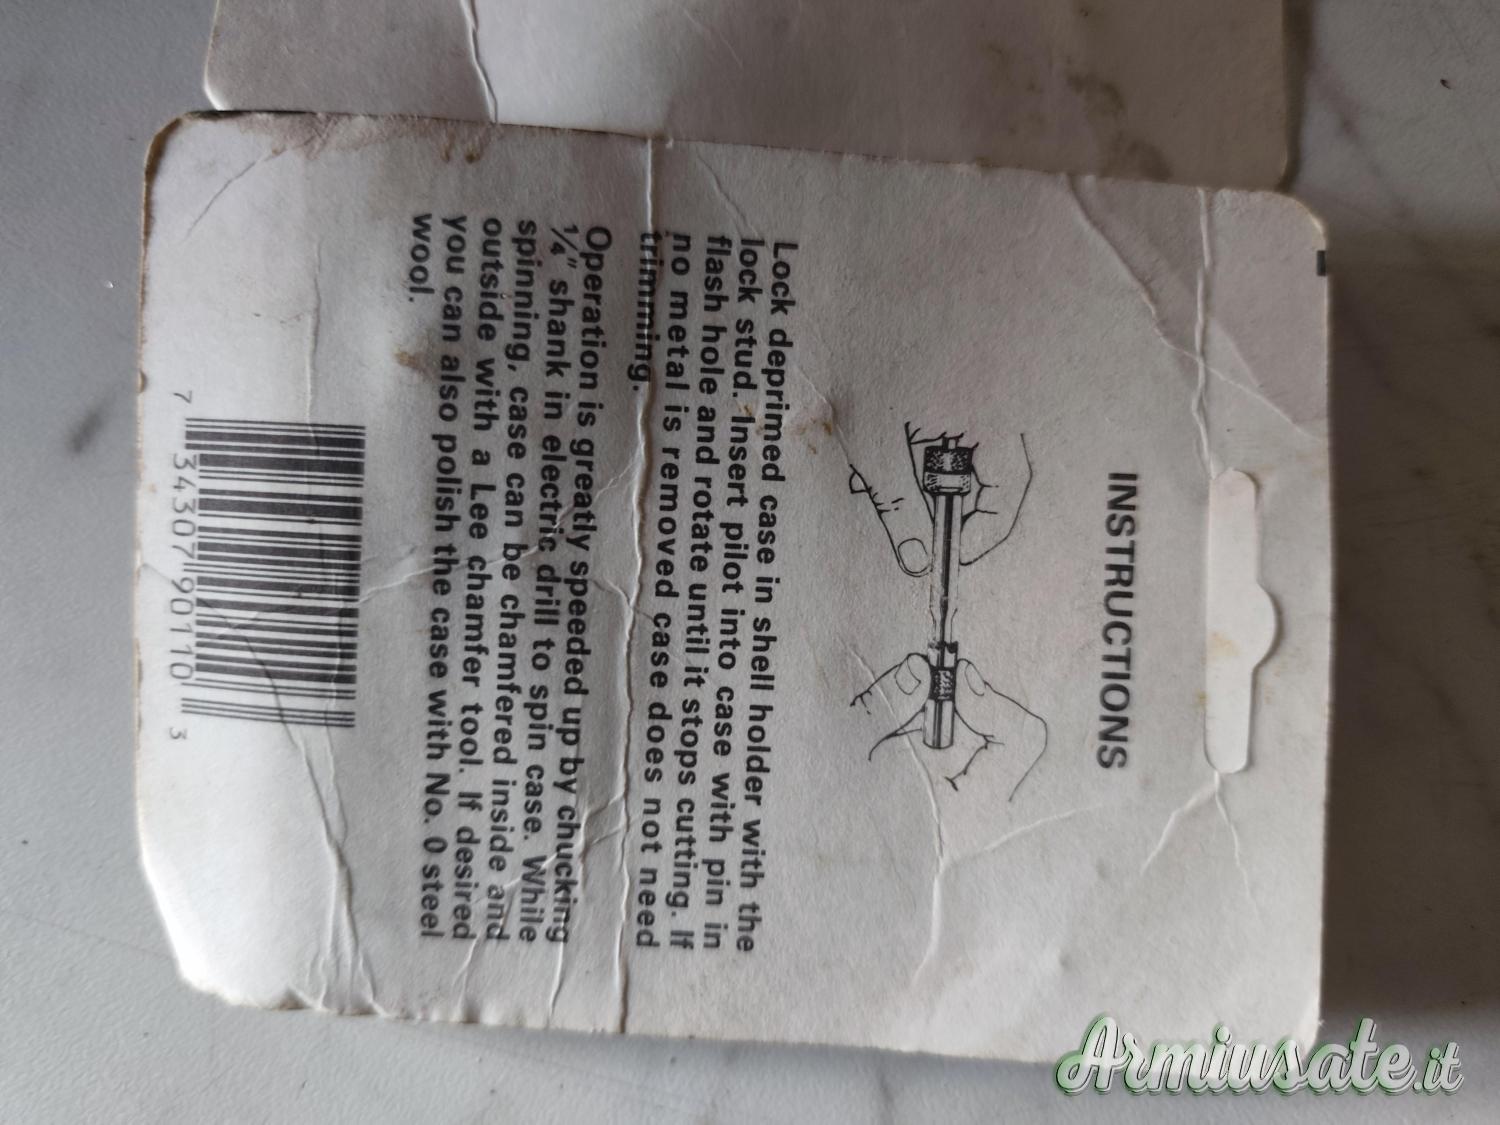 INSTRUCTIONS
Lock deprimed case in shell holder with the
lock stud. Insert pilot into case with pin in
flash hole and rotate until it stops cutting. If
no metal is removed case does not need
trimming.
Operation is greatly speeded up by chucking
¼" shank in electric drill to spin case. While
spinning, case can be chamfered inside and
outside with a Lee chamfer tool. If desired
you can also polish the case with No. 0 steel
wool.
7 34307 90110 3
Armiusate.it